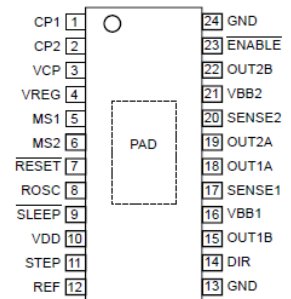 CP1 1
CP2 2
VCP 3
VREG 4
MS1 5
MS2 6
RESET 7
ROSC 8
SLEEP 9
VDD 10
STEP 11
REF 12
PAD
24 GND
23 ENABLE
22 OUT2B
21 VBB2
20 SENSE2
19 OUT2A
18 OUT1A
17 SENSE1
16 VBB1
15 OUT1B
14 DIR
13 GND